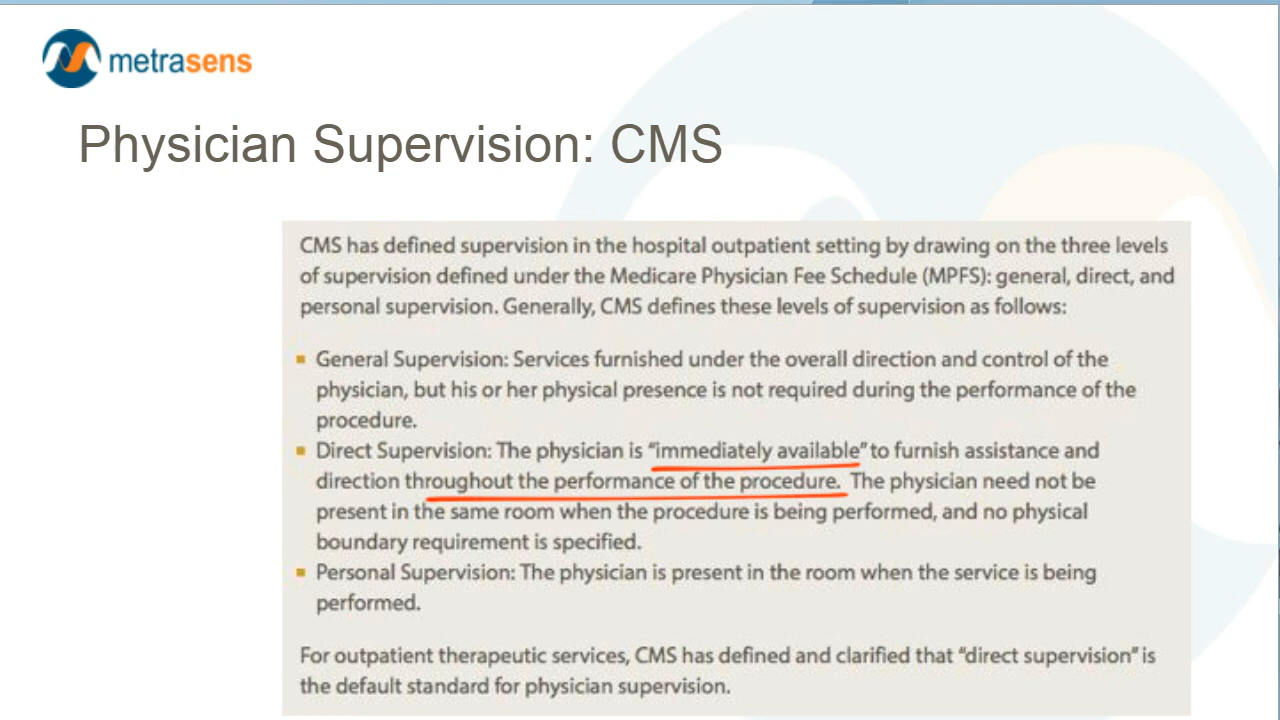 metrasens
Physician Supervision: CMS
CMS has defined supervision in the hospital outpatient setting by drawing on the three levels
of supervision defined under the Medicare Physician Fee Schedule (MPFS): general, direct, and
personal supervision. Generally, CMS defines these levels of supervision as follows:
General Supervision: Services furnished under the overall direction and control of the
physician, but his or her physical presence is not required during the performance of the
procedure.
Direct Supervision: The physician is “immediately available” to furnish assistance and
direction throughout the performance of the procedure. The physician need not be
present in the same room when the procedure is being performed, and no physical
boundary requirement is specified.
Personal Supervision: The physician is present in the room when the service is being
performed.
For outpatient therapeutic services, CMS has defined and clarified that “direct supervision” is
the default standard for physician supervision.